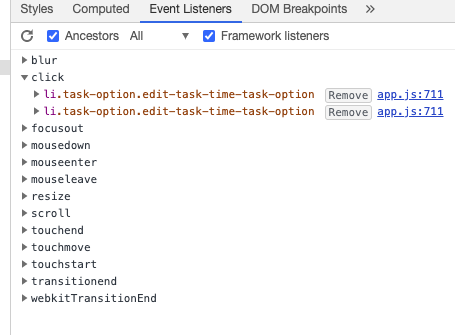 Styles Computed Event Listeners DOM Breakpoints »
Ancestors All Framework listeners
blur
click
li.task-option.edit-task-time-task-option Remove app.js:711
li.task-option.edit-task-time-task-option Remove app.js:711
focusout
mousedown
mouseenter
mouseleave
resize
scroll
touchend
touchmove
touchstart
transitionend
webkitTransitionEnd